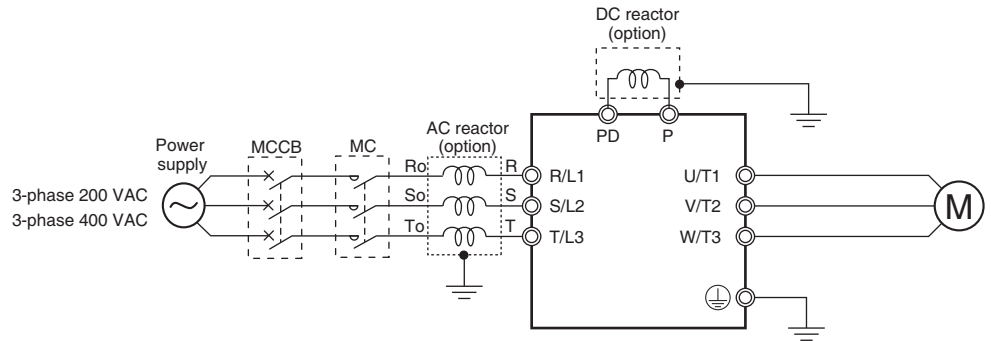 DC reactor
(option)
PD
P
AC reactor
(option)
Power
supply
MCCB
MC
Ro
R
R/L1
U/T1
3-phase 200 VAC
3-phase 400 VAC
So
S
S/L2
V/T2
M
To
T
T/L3
W/T3